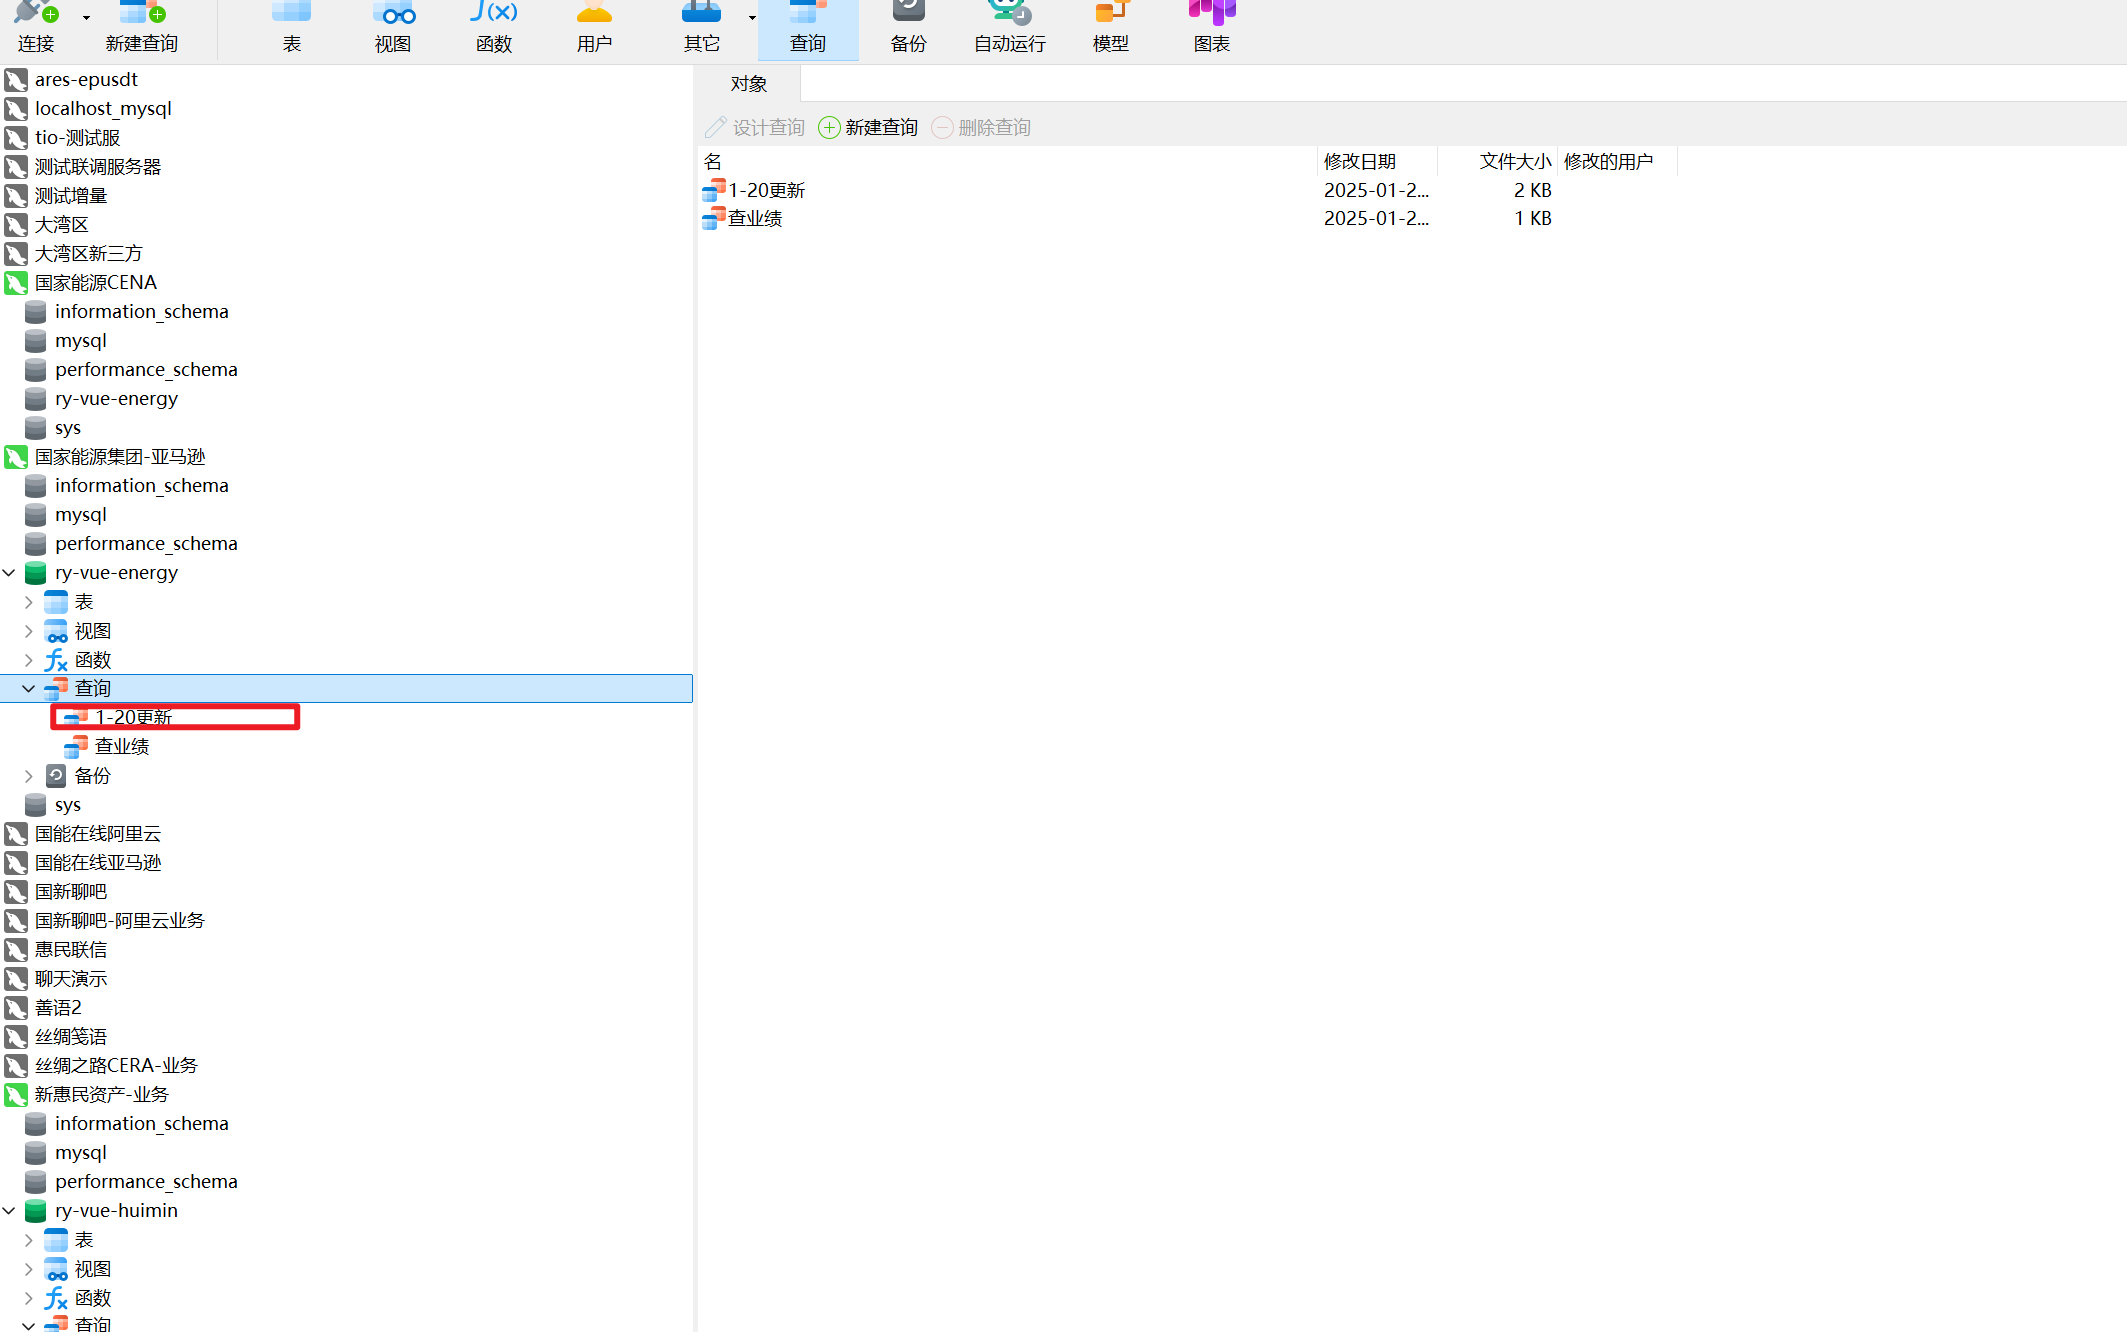 连接 新建查询 表 视图 函数 用户 其它 查询 备份 自动运行 模型 图表
ares-epusdt
localhost_mysql
tio-测试服
测试联调服务器
测试增量
大湾区
大湾区新三方
国家能源CENA
information_schema
mysql
performance_schema
ry-vue-energy
sys
国家能源集团-亚马逊
information_schema
mysql
performance_schema
ry-vue-energy
表
视图
函数
查询
1-20更新
查业绩
备份
sys
国能在线阿里云
国能在线亚马逊
国新聊吧
国新聊吧-阿里云业务
惠民联信
聊天演示
善语2
丝绸笺语
丝绸之路CERA-业务
新惠民资产-业务
information_schema
mysql
performance_schema
ry-vue-huimin
表
视图
函数
查询
对象
设计查询 新建查询 删除查询
名 修改日期 文件大小 修改的用户
1-20更新 2025-01-2... 2 KB
查业绩 2025-01-2... 1 KB